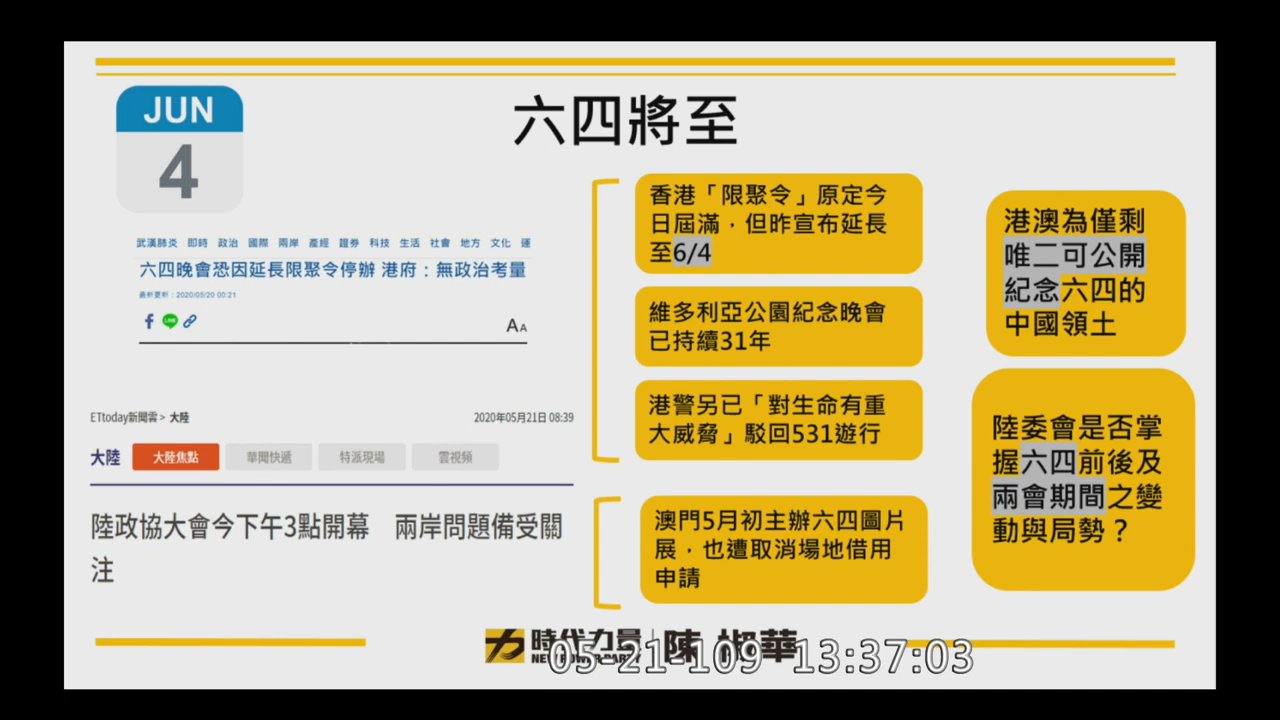 六四將至
JUN
4
武漢肺炎 即時 政治 國際 兩岸 產經 證券 科技 生活 社會 地方 文化 運
六四晚會恐因延長限聚令停辦 港府：無政治考量
最新更新：2020/05/20 00:21
AA
ETtoday新聞雲 > 大陸
2020年05月21日 08:39
大陸 大陸焦點 華聞快遞 特派現場 雲視頻
陸政協大會今下午3點開幕 兩岸問題備受關
注
香港「限聚令」原定今
日屆滿，但昨宣布延長
至6/4
維多利亞公園紀念晚會
已持續31年
港警另已「對生命有重
大威脅」駁回531遊行
澳門5月初主辦六四圖片
展，也遭取消場地借用
申請
港澳為僅剩
唯二可公開
紀念六四的
中國領土
陸委會是否掌
握六四前後及
兩會期間之變
動與局勢？
時代力量 陳椒華
NEW POWER PARTY
05-21-109 13:37:03